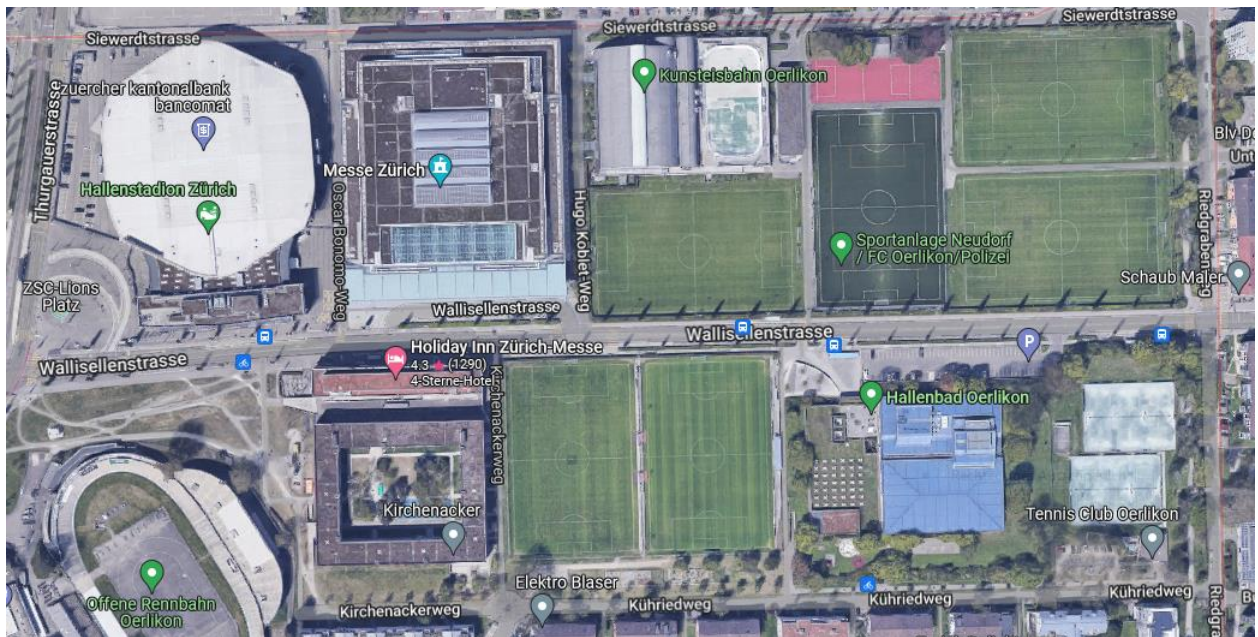 Siewerdtstrasse
Siewerdtstrasse
Siewerdtstrasse
zuercher kantonalbank
bancomat
Kunsteisbahn Oerlikon
Thurgauerstrasse
Messe Zürich
Hallenstadion Zürich
Oscar-Bonomo-Weg
Hugo Koblet-Weg
Riedgrabenweg
Sportanlage Neudorf
/ FC Oerlikon/Polizei
Schaub Maler
ZSC-Lions
Platz
Wallisellenstrasse
Wallisellenstrasse
Wallisellenstrasse
Holiday Inn Zürich-Messe
4.3 ★ (1290)
4-Sterne-Hotel
P
Kirchenackerweg
Hallenbad Oerlikon
Kirchenacker
Tennis Club Oerlikon
Offene Rennbahn
Oerlikon
Elektro Blaser
Kirchenackerweg
Kühriedweg
Kühriedweg